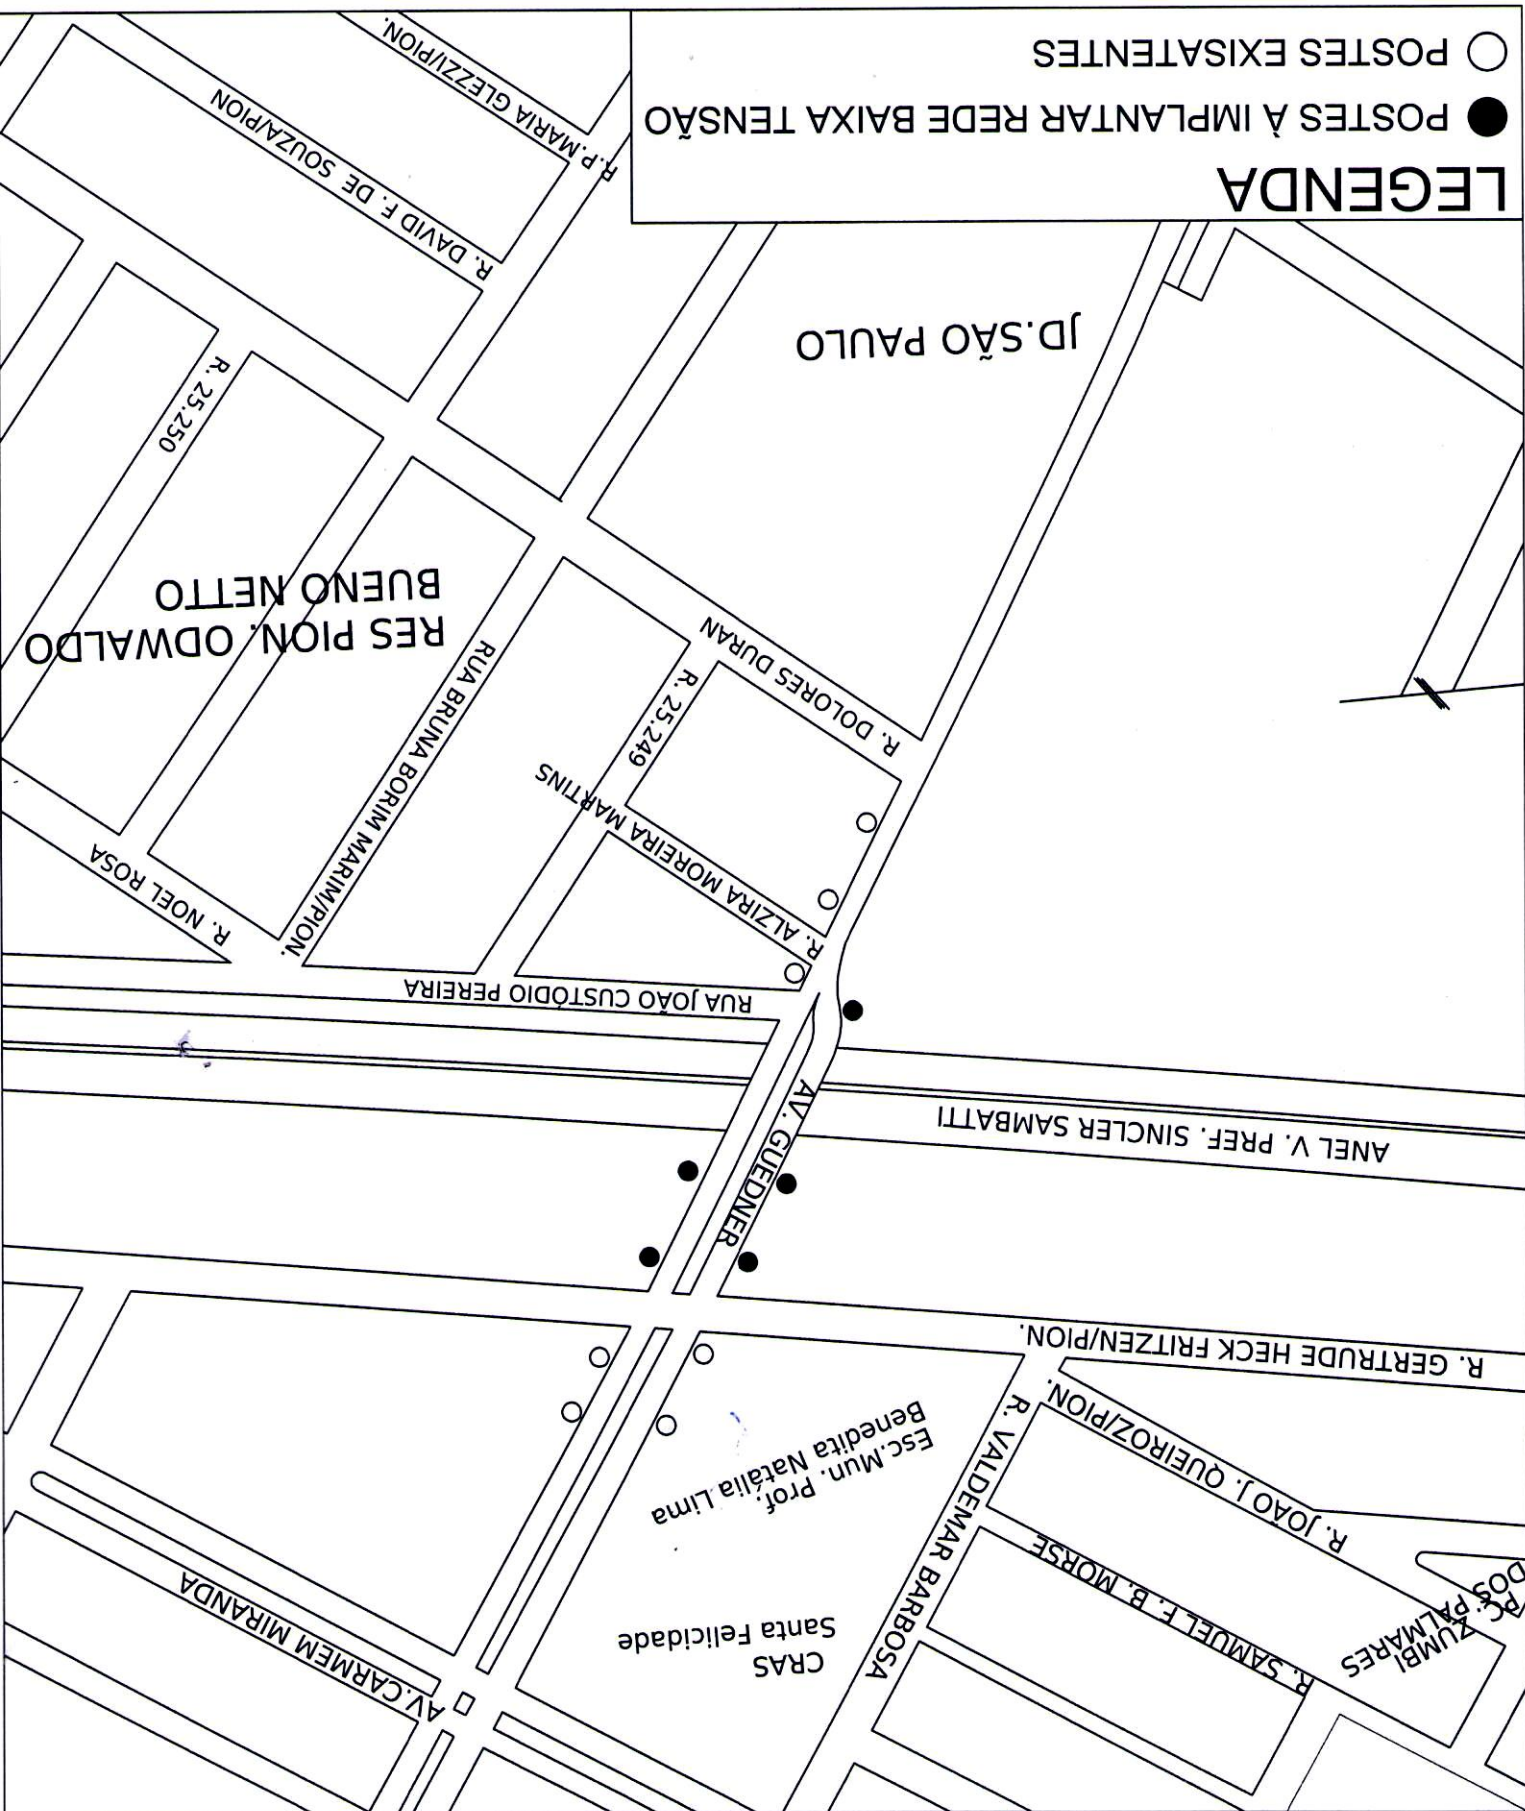 AV.CARMEM MIRANDA
CRAS
Santa Felicidade
R. VALDEMAR BARBOSA
R. SAMUEL F. B. MORSE
PÇ. ZUMBI
DOS PALMARES
R. JOÃO J. QUEIROZ/PION.
Esc.Mun. Prof.
Benedita Natália Lima
R. GERTRUDE HECK FRITZEN/PION.
AV. GUEDNER
ANEL V. PREF. SINCLER SAMBATTI
RUA JOÃO CUSTÓDIO PEREIRA
R. NOEL ROSA
RUA BRUNA BORIM MARIM/PION.
R. ALZIRA MOREIRA MARTINS
R. 25.249
R. DOLORES DURAN
RES PION. ODWALDO
BUENO NETTO
R. 25.250
JD.SÃO PAULO
R. DAVID F. DE SOUZA/PION
R.P.MARIA GLEZZI/PION.
LEGENDA
POSTES À IMPLANTAR REDE BAIXA TENSÃO
POSTES EXISATENTES